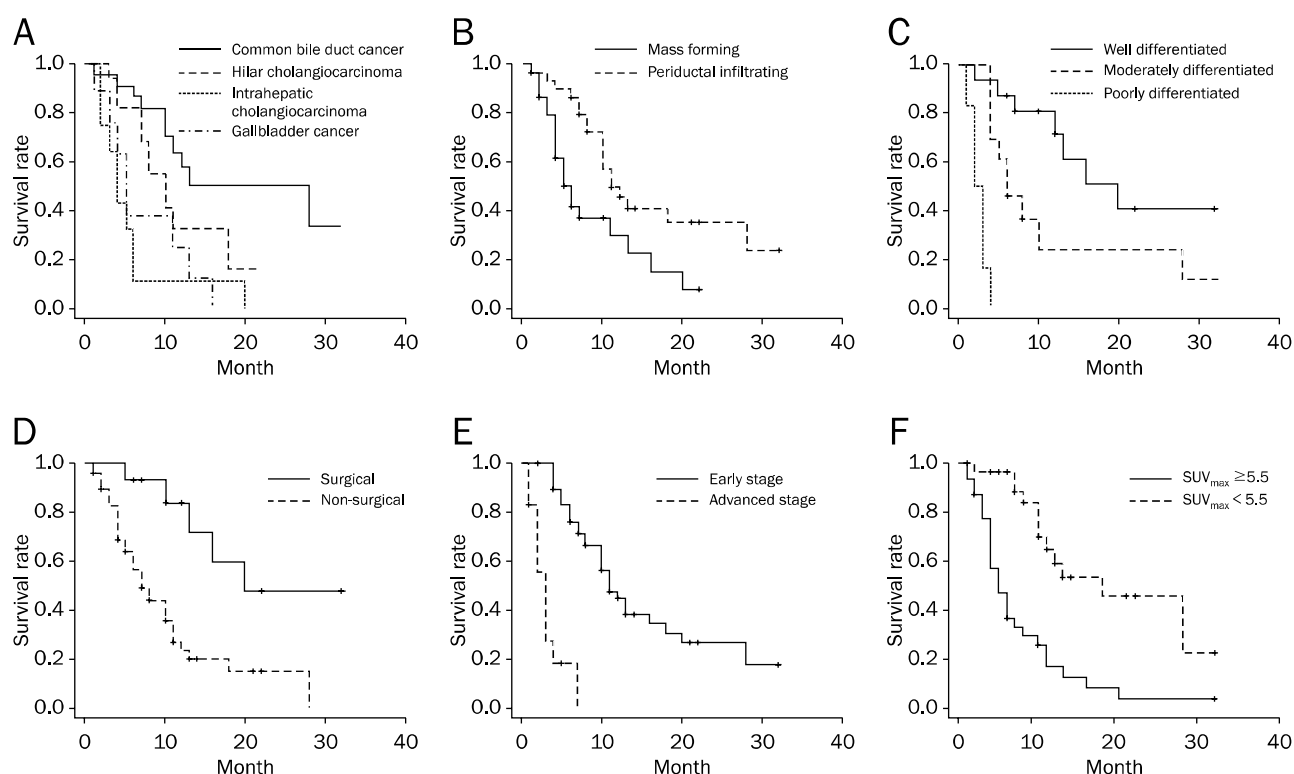 A
Common bile duct cancer
Hilar cholangiocarcinoma
Intrahepatic
cholangiocarcinoma
Gallbladder cancer
Survival rate
1.0
0.8
0.6
0.4
0.2
0.0
0 10 20 30 40
Month
B
Mass forming
Periductal infiltrating
Survival rate
1.0
0.8
0.6
0.4
0.2
0.0
0 10 20 30 40
Month
C
Well differentiated
Moderately differentiated
Poorly differentiated
Survival rate
1.0
0.8
0.6
0.4
0.2
0.0
0 10 20 30 40
Month
D
Surgical
Non-surgical
Survival rate
1.0
0.8
0.6
0.4
0.2
0.0
0 10 20 30 40
Month
E
Early stage
Advanced stage
Survival rate
1.0
0.8
0.6
0.4
0.2
0.0
0 10 20 30 40
Month
F
SUVmax ≥5.5
SUVmax < 5.5
Survival rate
1.0
0.8
0.6
0.4
0.2
0.0
0 10 20 30 40
Month